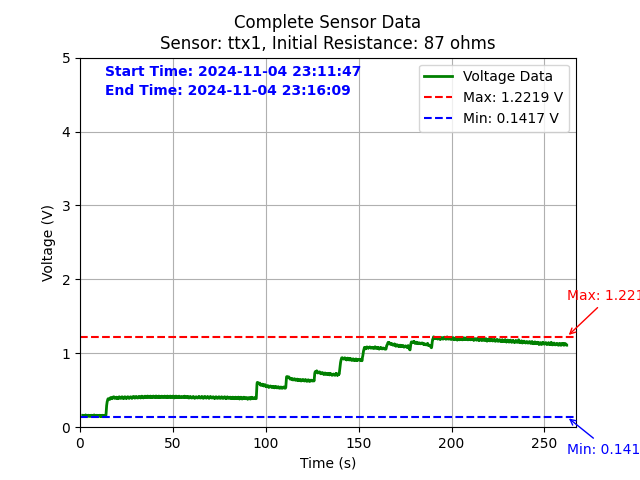 Complete Sensor Data
Sensor: ttx1, Initial Resistance: 87 ohms
Start Time: 2024-11-04 23:11:47
End Time: 2024-11-04 23:16:09
Voltage Data
Max: 1.2219 V
Min: 0.1417 V
Voltage (V)
5
4
3
2
1
0
Max: 1.221
Min: 0.141
0 50 100 150 200 250
Time (s)